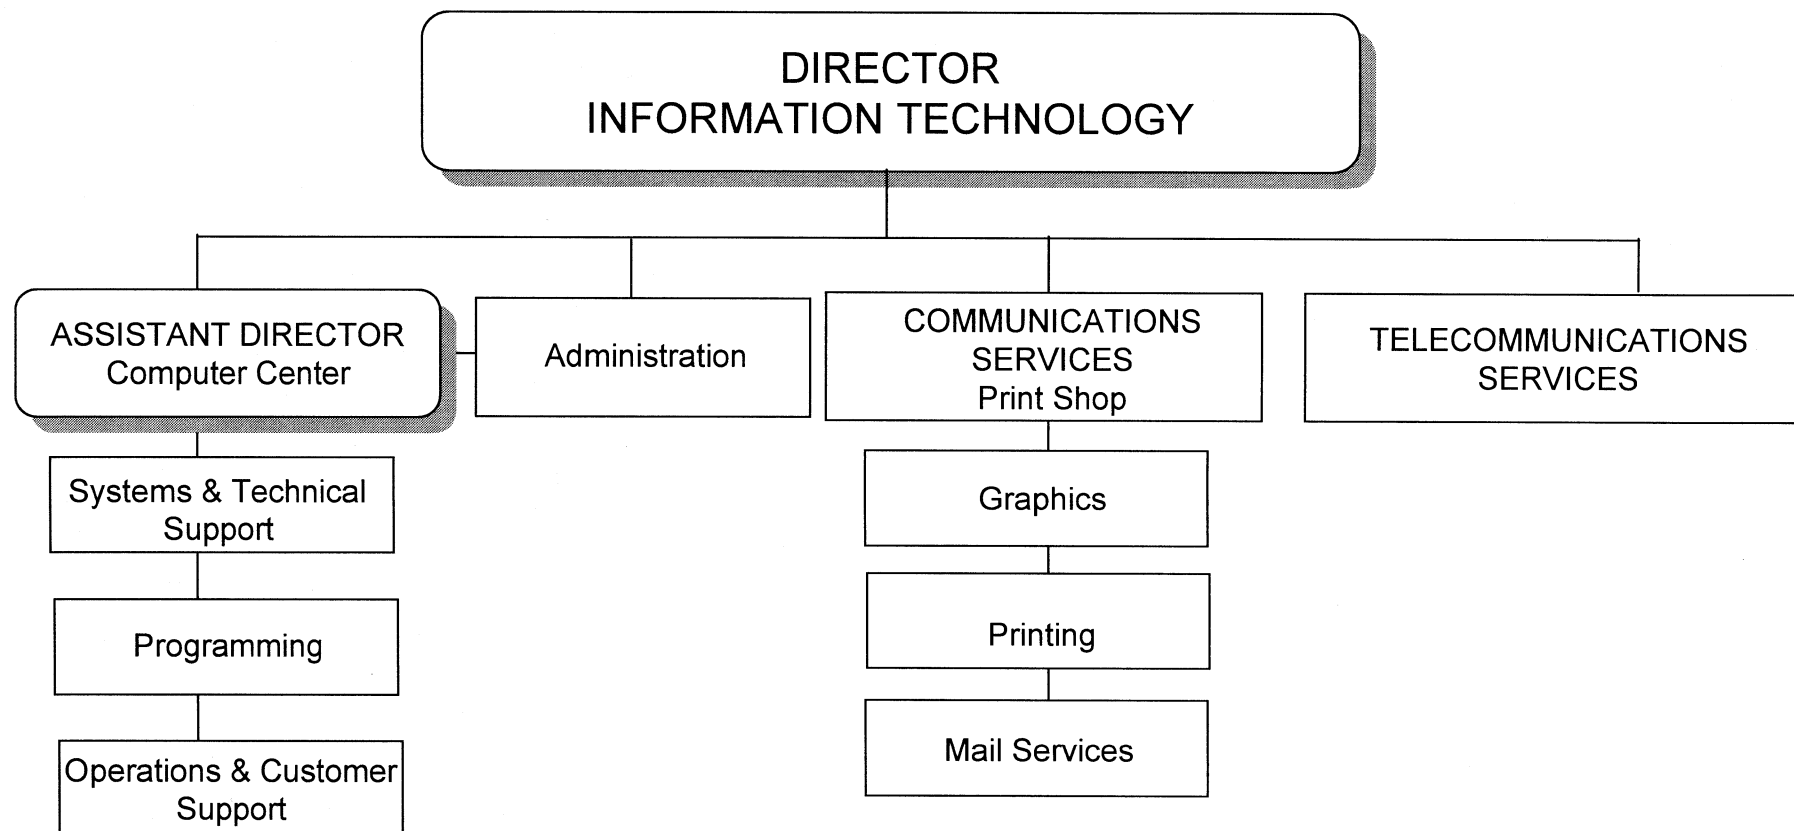 DIRECTOR
INFORMATION TECHNOLOGY
ASSISTANT DIRECTOR
Computer Center
Administration
COMMUNICATIONS
SERVICES
Print Shop
TELECOMMUNICATIONS
SERVICES
Systems & Technical
Support
Programming
Operations & Customer
Support
Graphics
Printing
Mail Services